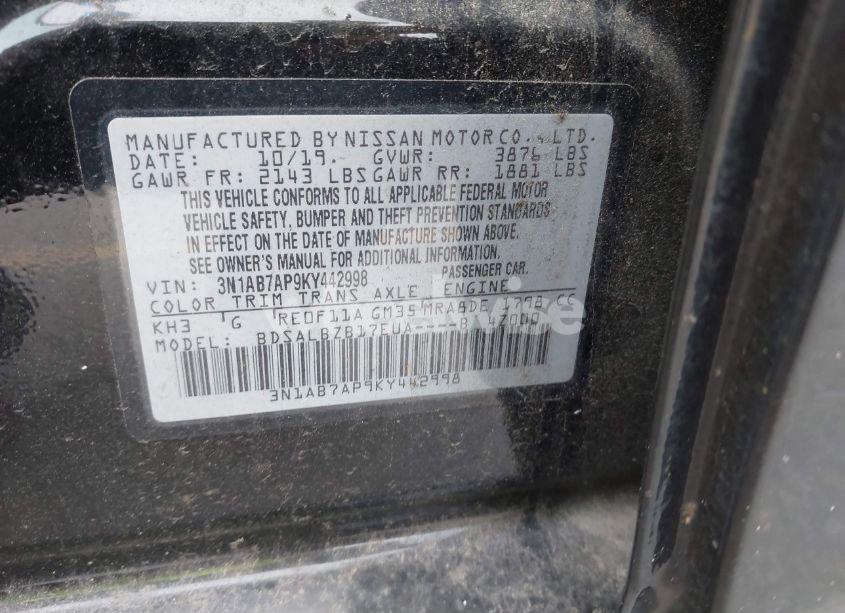 MANUFACTURED BY NISSAN MOTOR CO., LTD.
DATE: 10/19. GVWR: 3876 LBS
GAWR FR: 2143 LBS GAWR RR: 1881 LBS
THIS VEHICLE CONFORMS TO ALL APPLICABLE FEDERAL MOTOR
VEHICLE SAFETY, BUMPER AND THEFT PREVENTION STANDARDS
IN EFFECT ON THE DATE OF MANUFACTURE SHOWN ABOVE.
SEE OWNER'S MANUAL FOR ADDITIONAL INFORMATION.
VIN: 3N1AB7AP9KY442998 PASSENGER CAR.
COLOR TRIM TRANS AXLE ENGINE
KH3 G RE0F11A GM35 MRA8DE 1798 CC
MODEL: BDSALBZB17EUA----B 4Z000
3N1AB7AP9KY442998